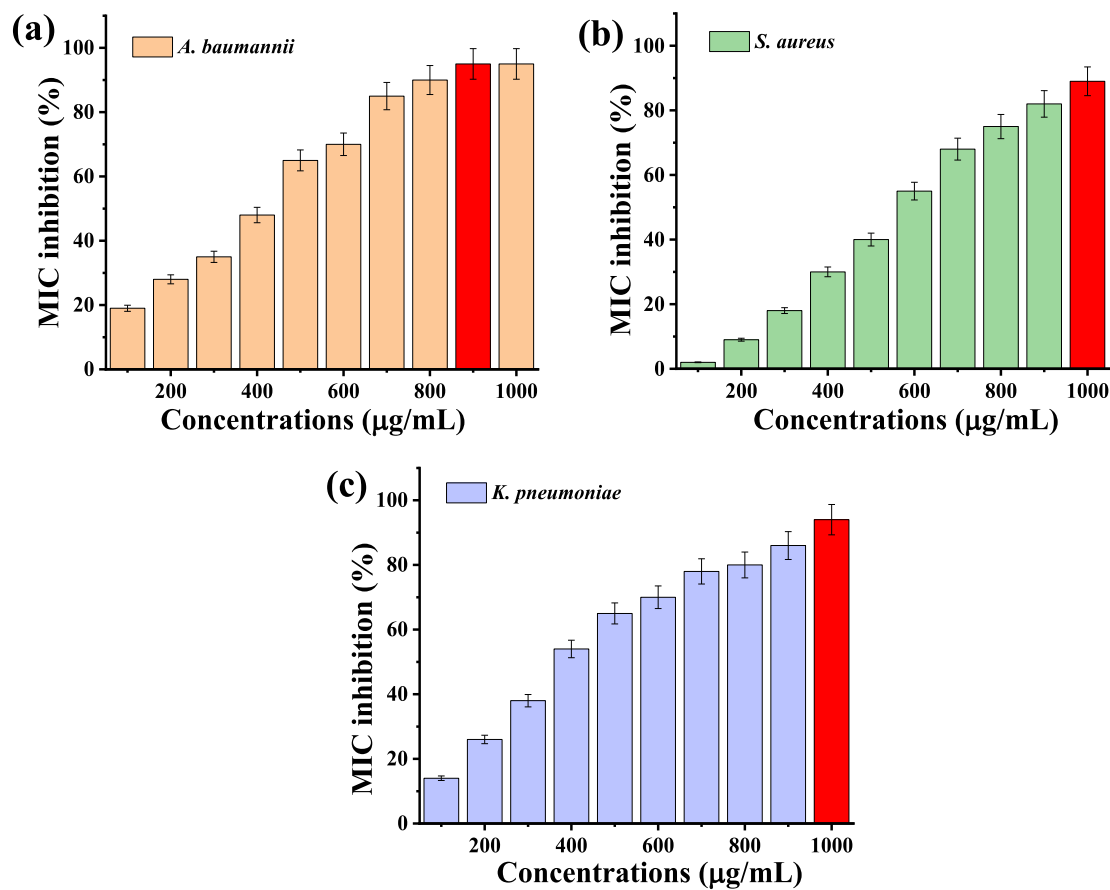 (a)
A. baumannii
MIC inhibition (%)
100
80
60
40
20
0
200 400 600 800 1000
Concentrations (μg/mL)
(b)
S. aureus
MIC inhibition (%)
100
80
60
40
20
0
200 400 600 800 1000
Concentrations (μg/mL)
(c)
K. pneumoniae
MIC inhibition (%)
100
80
60
40
20
0
200 400 600 800 1000
Concentrations (μg/mL)